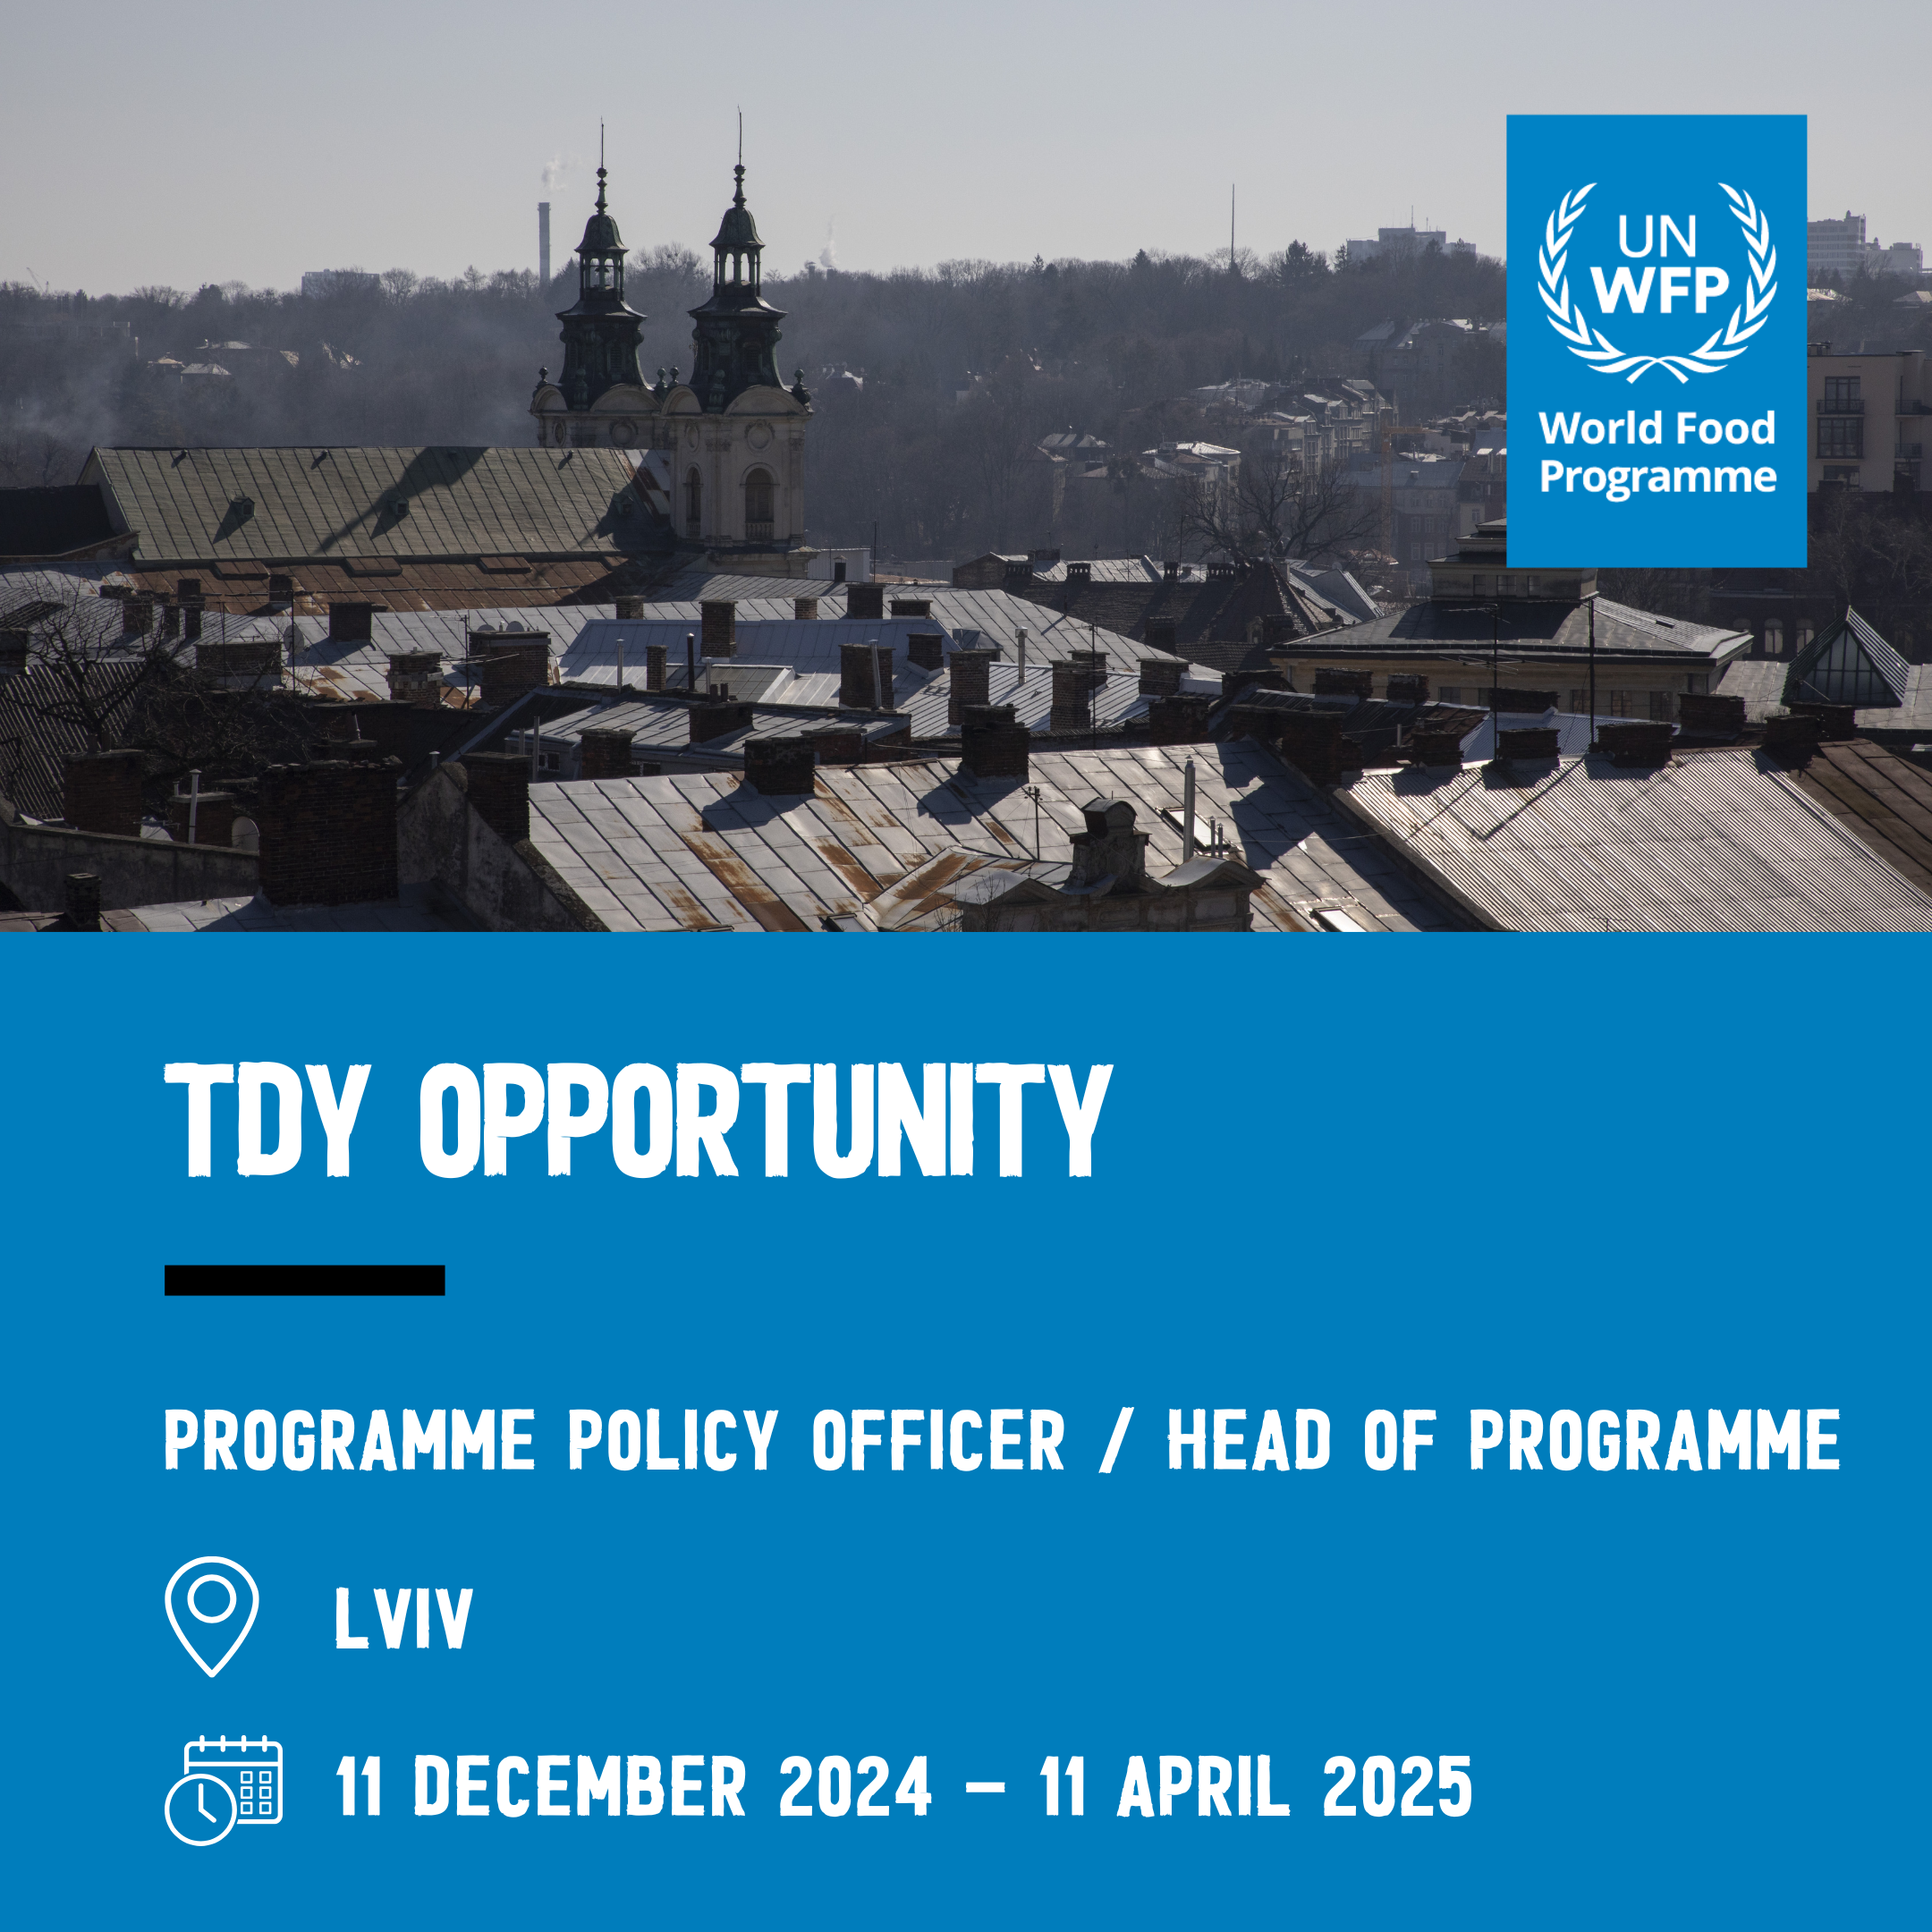 UN
WFP
World Food
Programme
TDY OPPORTUNITY
PROGRAMME POLICY OFFICER / HEAD OF PROGRAMME
LVIV
11 DECEMBER 2024 – 11 APRIL 2025